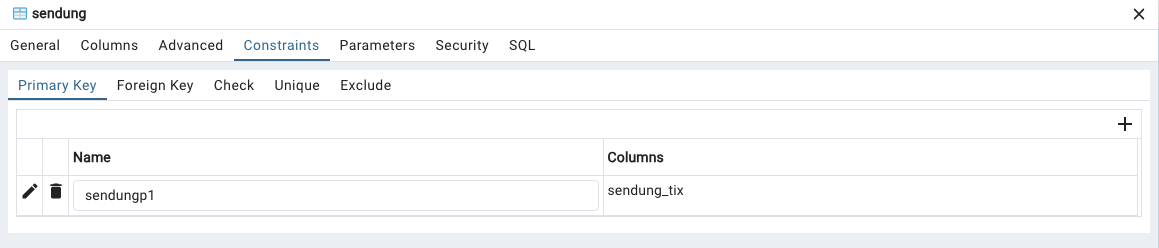 sendung
General Columns Advanced Constraints Parameters Security SQL
Primary Key Foreign Key Check Unique Exclude
Name Columns
sendungp1 sendung_tix